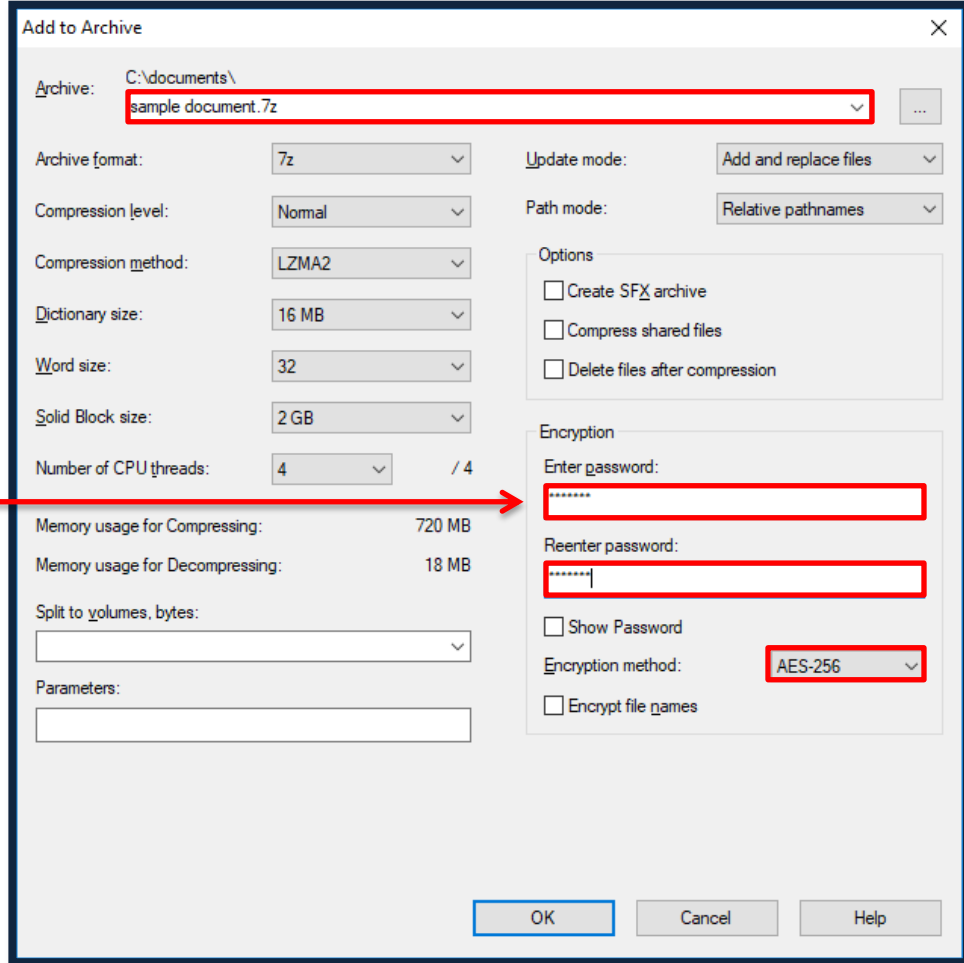 Add to Archive
Archive:
C:\documents\
sample document.7z
...
Archive format:
7z
Update mode:
Add and replace files
Compression level:
Normal
Path mode:
Relative pathnames
Compression method:
LZMA2
Options
Create SFX archive
Dictionary size:
16 MB
Compress shared files
Word size:
32
Delete files after compression
Solid Block size:
2 GB
Encryption
Number of CPU threads:
4
/ 4
Enter password:
*******
Memory usage for Compressing:
720 MB
Reenter password:
Memory usage for Decompressing:
18 MB
*******
Split to volumes, bytes:
Show Password
Encryption method:
AES-256
Parameters:
Encrypt file names
OK
Cancel
Help